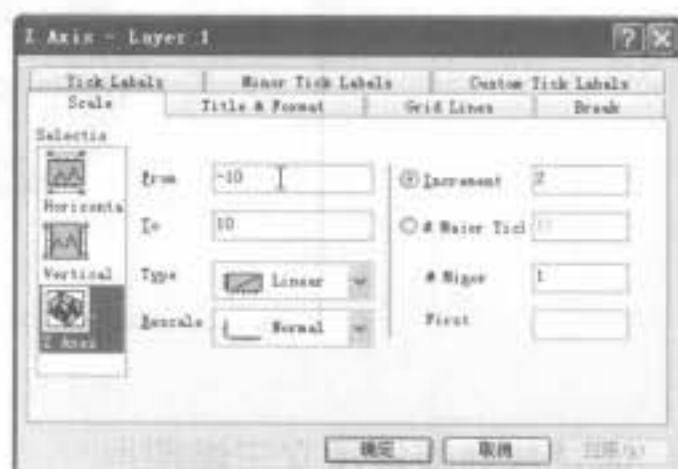 Z Axis - Layer 1
Tick Labels Minor Tick Labels Custom Tick Labels
Scale Title & Format Grid Lines Break
Selectio
Horizonta
Vertical
Z Axis
From -10
To 10
Type Linear
Rescale Normal
Increment 2
# Major Ticl
# Minor 1
First
确定 取消